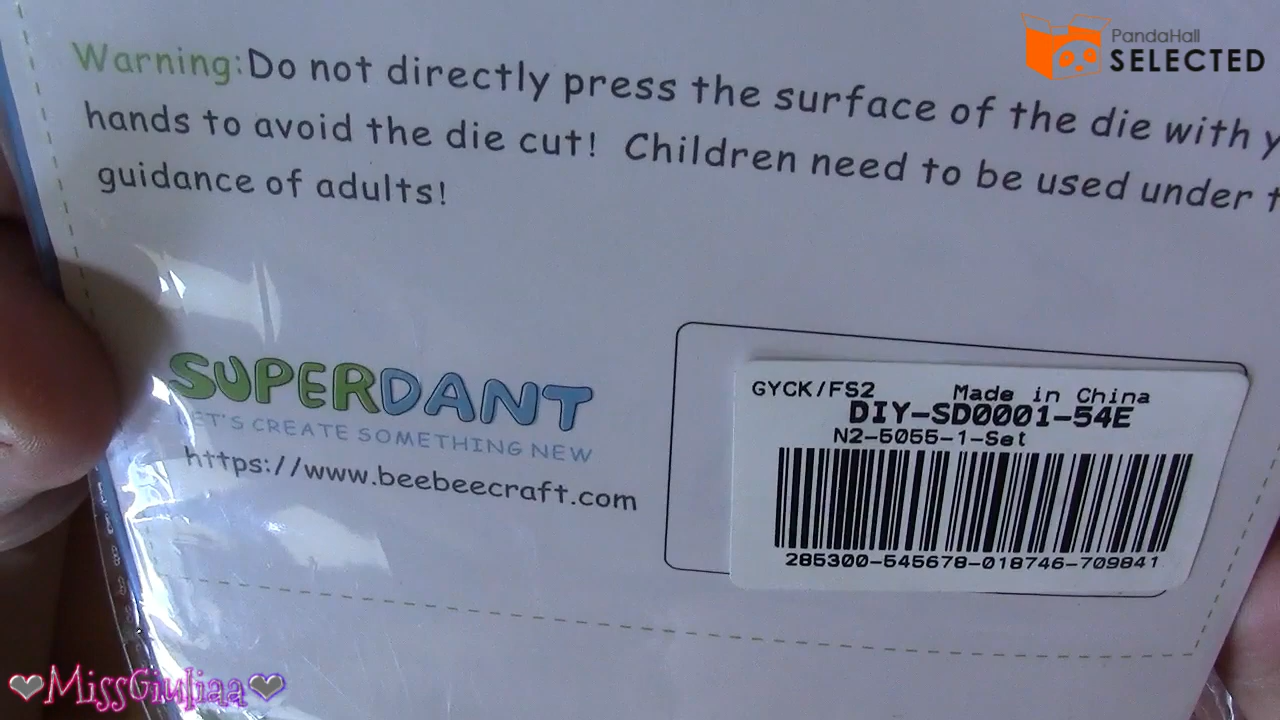 PandaHall
SELECTED
Warning:Do not directly press the surface of the die with
hands to avoid the die cut! Children need to be used under
guidance of adults!
SUPERDANT
LET'S CREATE SOMETHING NEW
https://www.beebeecraft.com
GYCK/FS2 Made in China
DIY-SD0001-54E
N2-5055-1-Set
285300-545678-018746-709841
MissGiuliaa